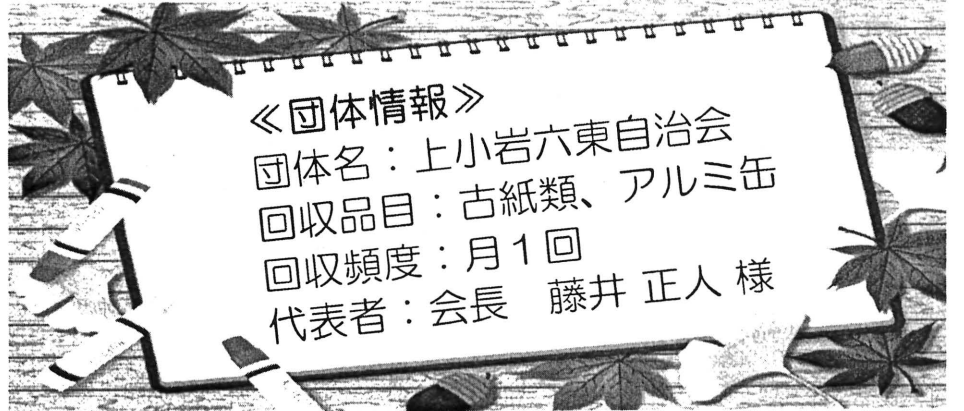 ≪団体情報≫
団体名：上小岩六東自治会
回収品目：古紙類、アルミ缶
回収頻度：月１回
代表者：会長　藤井 正人 様